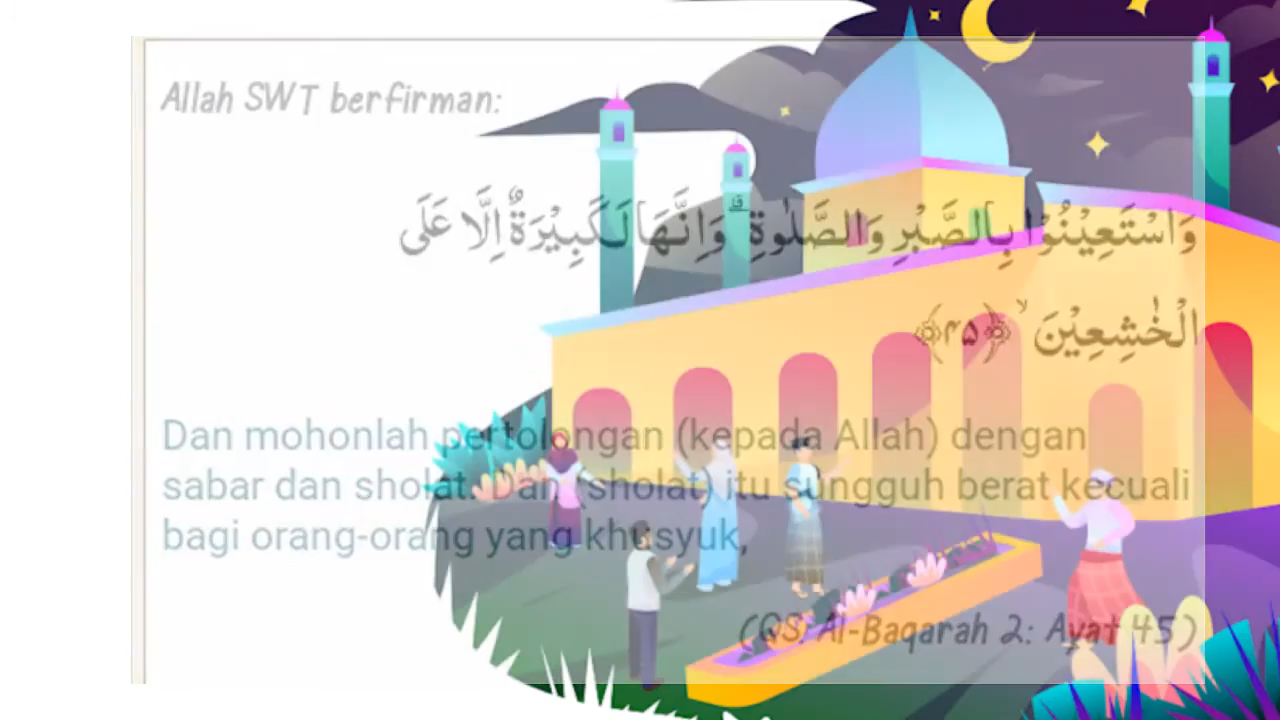 Allah SWT berfirman:
وَاسْتَعِيْنُوْا بِالصَّبْرِ وَالصَّلٰوةِ ۗ وَاِنَّهَا لَكَبِيْرَةٌ اِلَّا عَلَى
الْخٰشِعِيْنَ ۙ ﴿٤٥﴾
Dan mohonlah pertolongan (kepada Allah) dengan
sabar dan sholat. Dan sholat itu sungguh berat kecuali
bagi orang-orang yang khusyuk,
(QS. Al-Baqarah 2: Ayat 45)